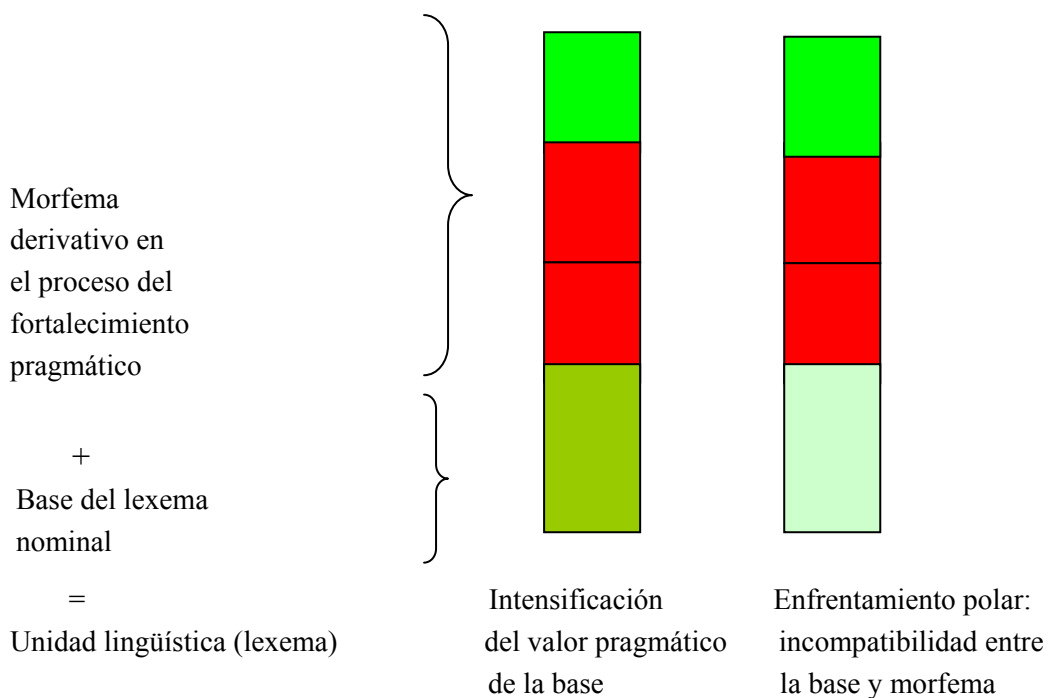 Morfema
derivativo en
el proceso del
fortalecimiento
pragmático
+
Base del lexema
nominal
=
Unidad lingüística (lexema)
Intensificación
del valor pragmático
de la base
Enfrentamiento polar:
incompatibilidad entre
la base y morfema